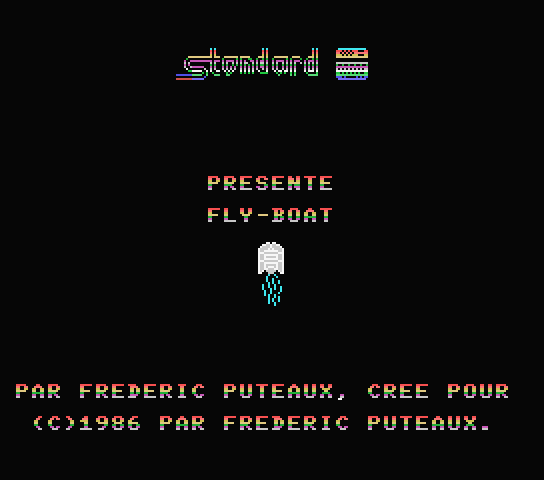 Standard
PRESENTE
FLY-BOAT
PAR FREDERIC PUTEAUX, CREE POUR
(C)1986 PAR FREDERIC PUTEAUX.